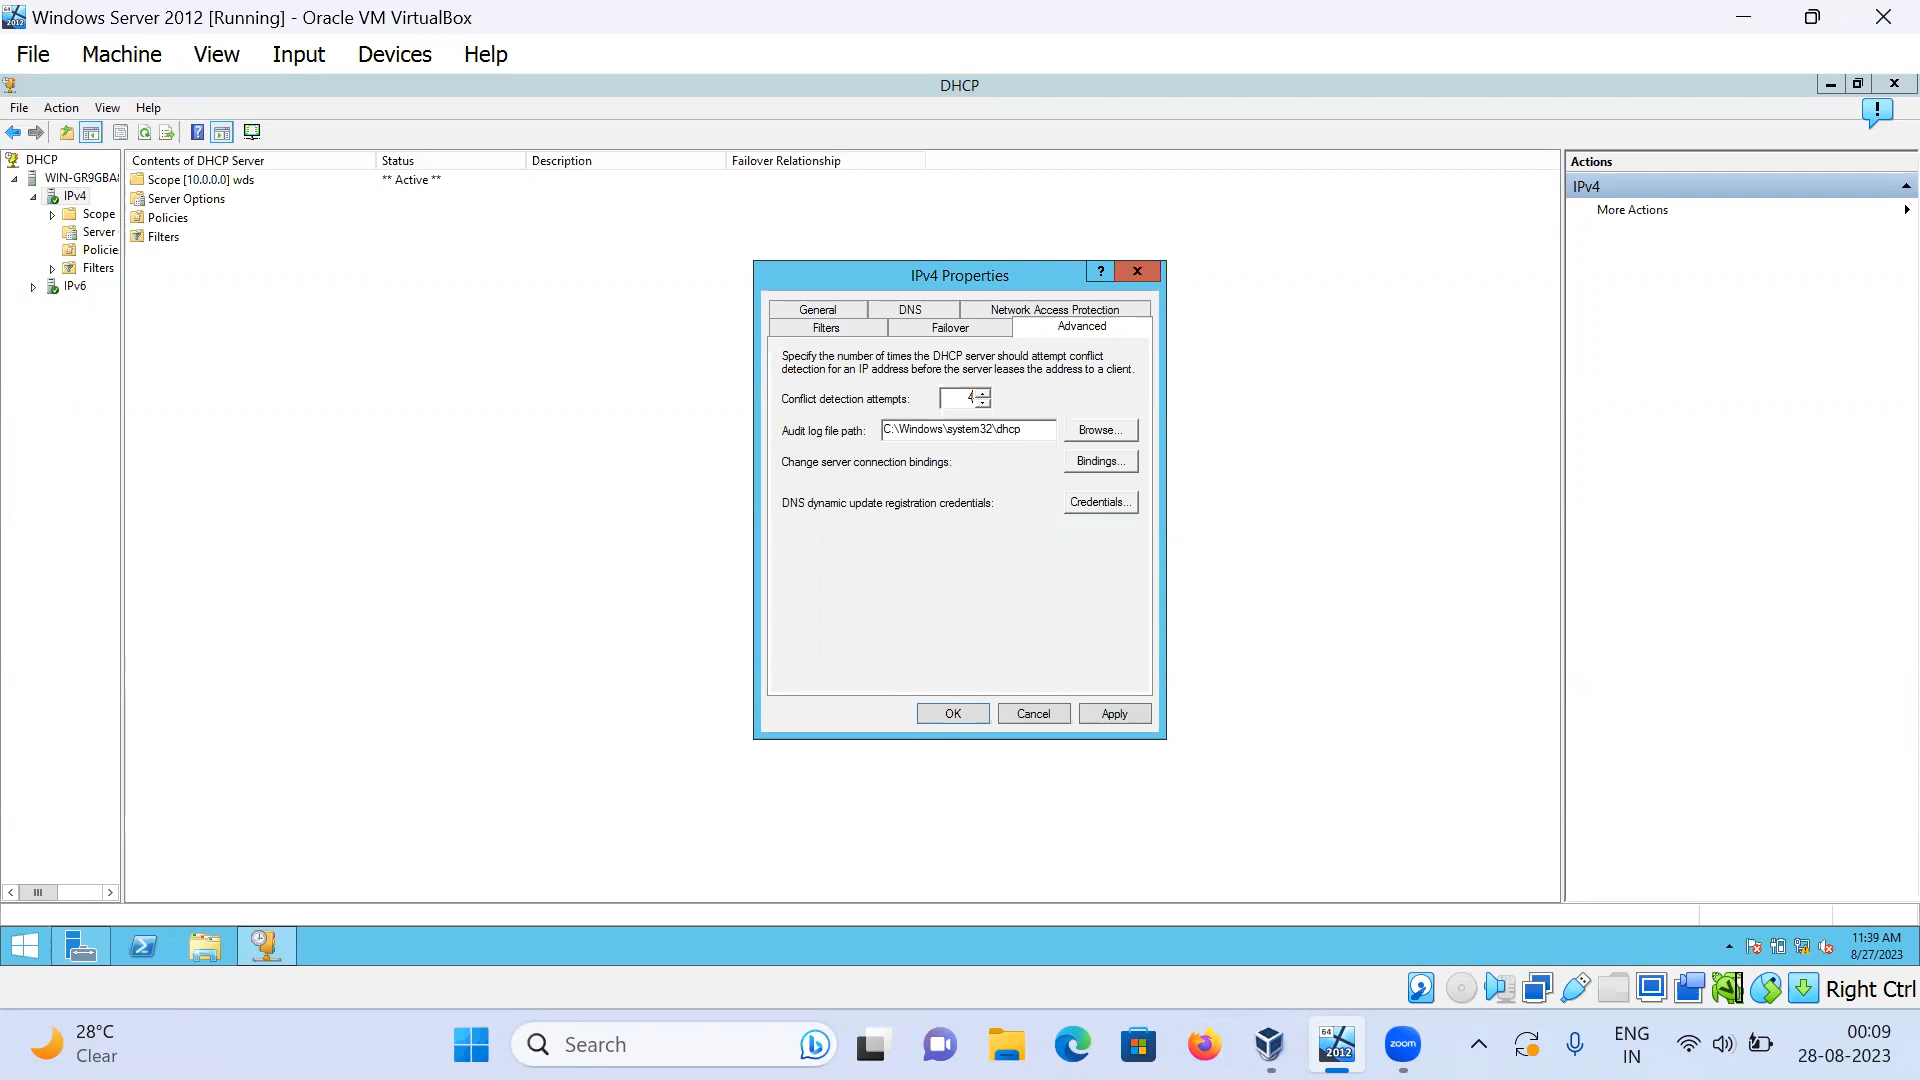 Windows Server 2012 [Running] - Oracle VM VirtualBox
File Machine View Input Devices Help
DHCP
File Action View Help
DHCP
WIN-GR9GBA
IPv4
Scope
Server
Policie
Filters
IPv6
Contents of DHCP Server Status Description Failover Relationship
Scope [10.0.0.0] wds ** Active **
Server Options
Policies
Filters
Actions
IPv4
More Actions
IPv4 Properties
General DNS Network Access Protection
Filters Failover Advanced
Specify the number of times the DHCP server should attempt conflict
detection for an IP address before the server leases the address to a client.
Conflict detection attempts: 4
Audit log file path: C:\Windows\system32\dhcp Browse...
Change server connection bindings: Bindings...
DNS dynamic update registration credentials: Credentials...
OK Cancel Apply
11:39 AM
8/27/2023
Right Ctrl
28°C
Clear
Search
64
2012
zoom
ENG
IN
00:09
28-08-2023